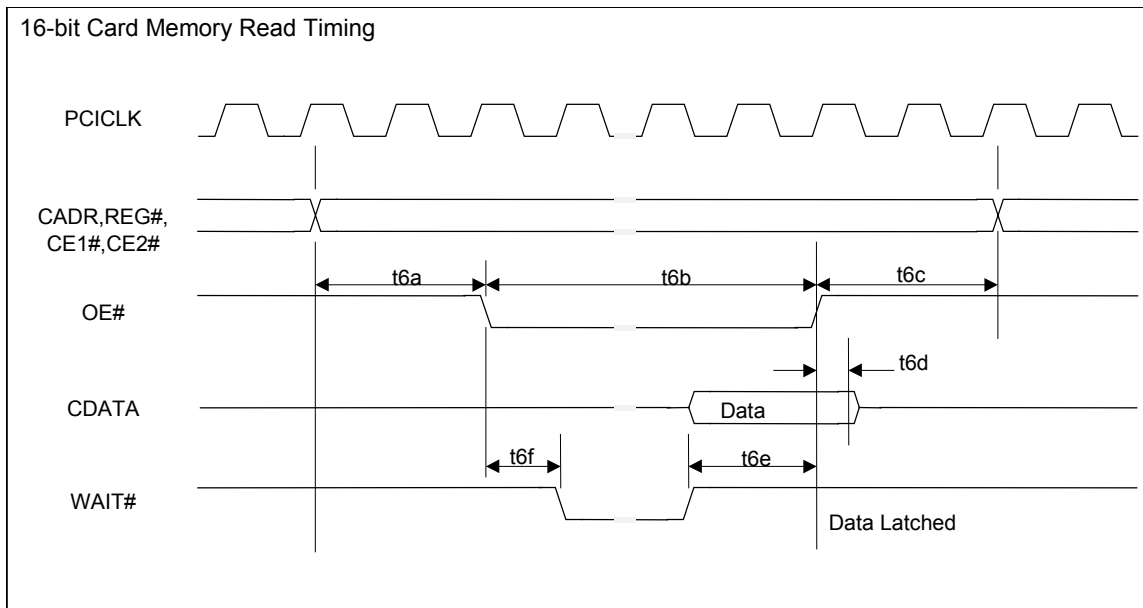 16-bit Card Memory Read Timing
PCICLK
CADR,REG#,
CE1#,CE2#
t6a
t6b
t6c
OE#
t6d
CDATA
Data
t6f
t6e
WAIT#
Data Latched